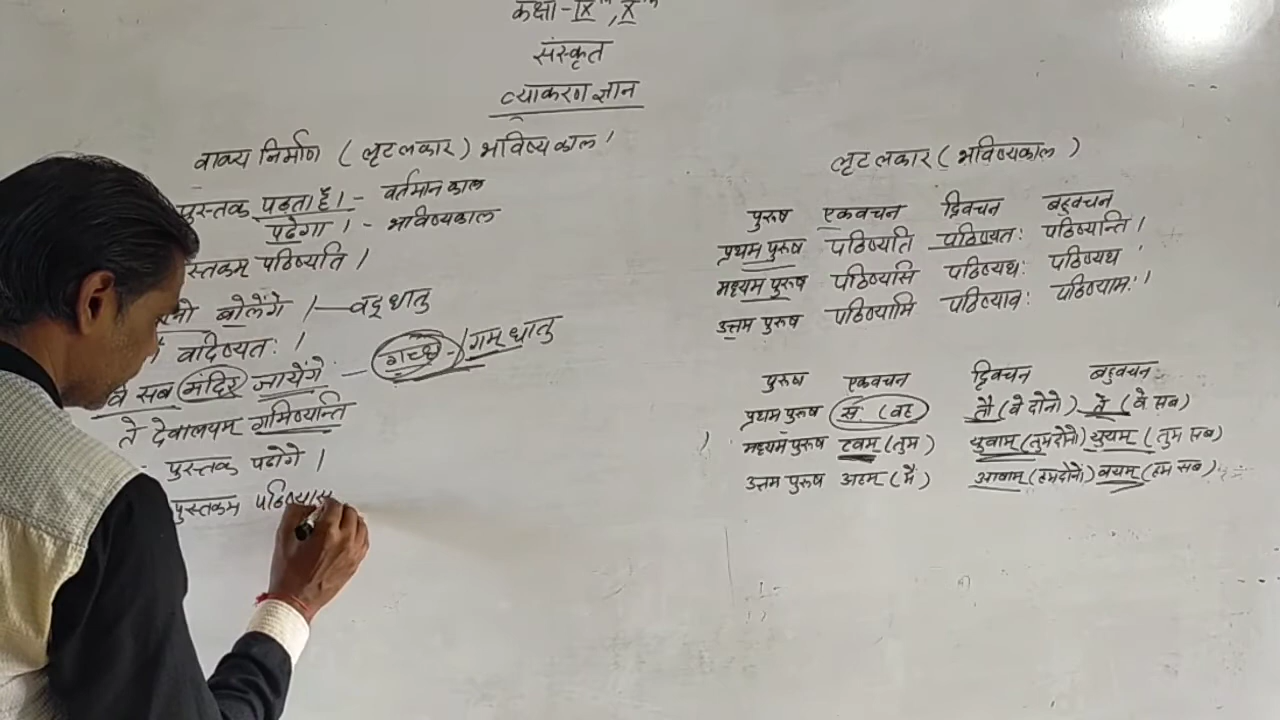 कक्षा - IX, X
संस्कृत
व्याकरण ज्ञान
वाक्य निर्माण ( लृट लकार ) भविष्य काल ।
पुस्तक पढता है । - वर्तमान काल
पढेगा । - भविष्यकाल
स्तकम् पठिष्यति ।
नो बोलेंगे । — वद् धातु
वदिष्यतः ।
वे सब मंदिर जायेंगे — गच्छ - गम् धातु
ते देवालयम् गमिष्यन्ति
- पुस्तक पढोगे ।
पुस्तकम पठिष्यास
लृट लकार ( भविष्यकाल )
पुरुष एकवचन द्विवचन बहुवचन
प्रथम पुरुष पठिष्यति पठिष्यतः पठिष्यन्ति ।
मध्यम पुरुष पठिष्यसि पठिष्यथः पठिष्यथ
उत्तम पुरुष पठिष्यामि पठिष्यावः पठिष्यामः ।
पुरुष एकवचन द्विवचन बहुवचन
प्रथम पुरुष स (वह तौ (वे दोनो) ते (वे सब)
मध्यम पुरुष त्वम् (तुम) युवाम् (तुम दोनो) युयम् (तुम सब)
उत्तम पुरुष अहम् (मैं) आवाम् (हम दोनो) वयम् (हम सब)